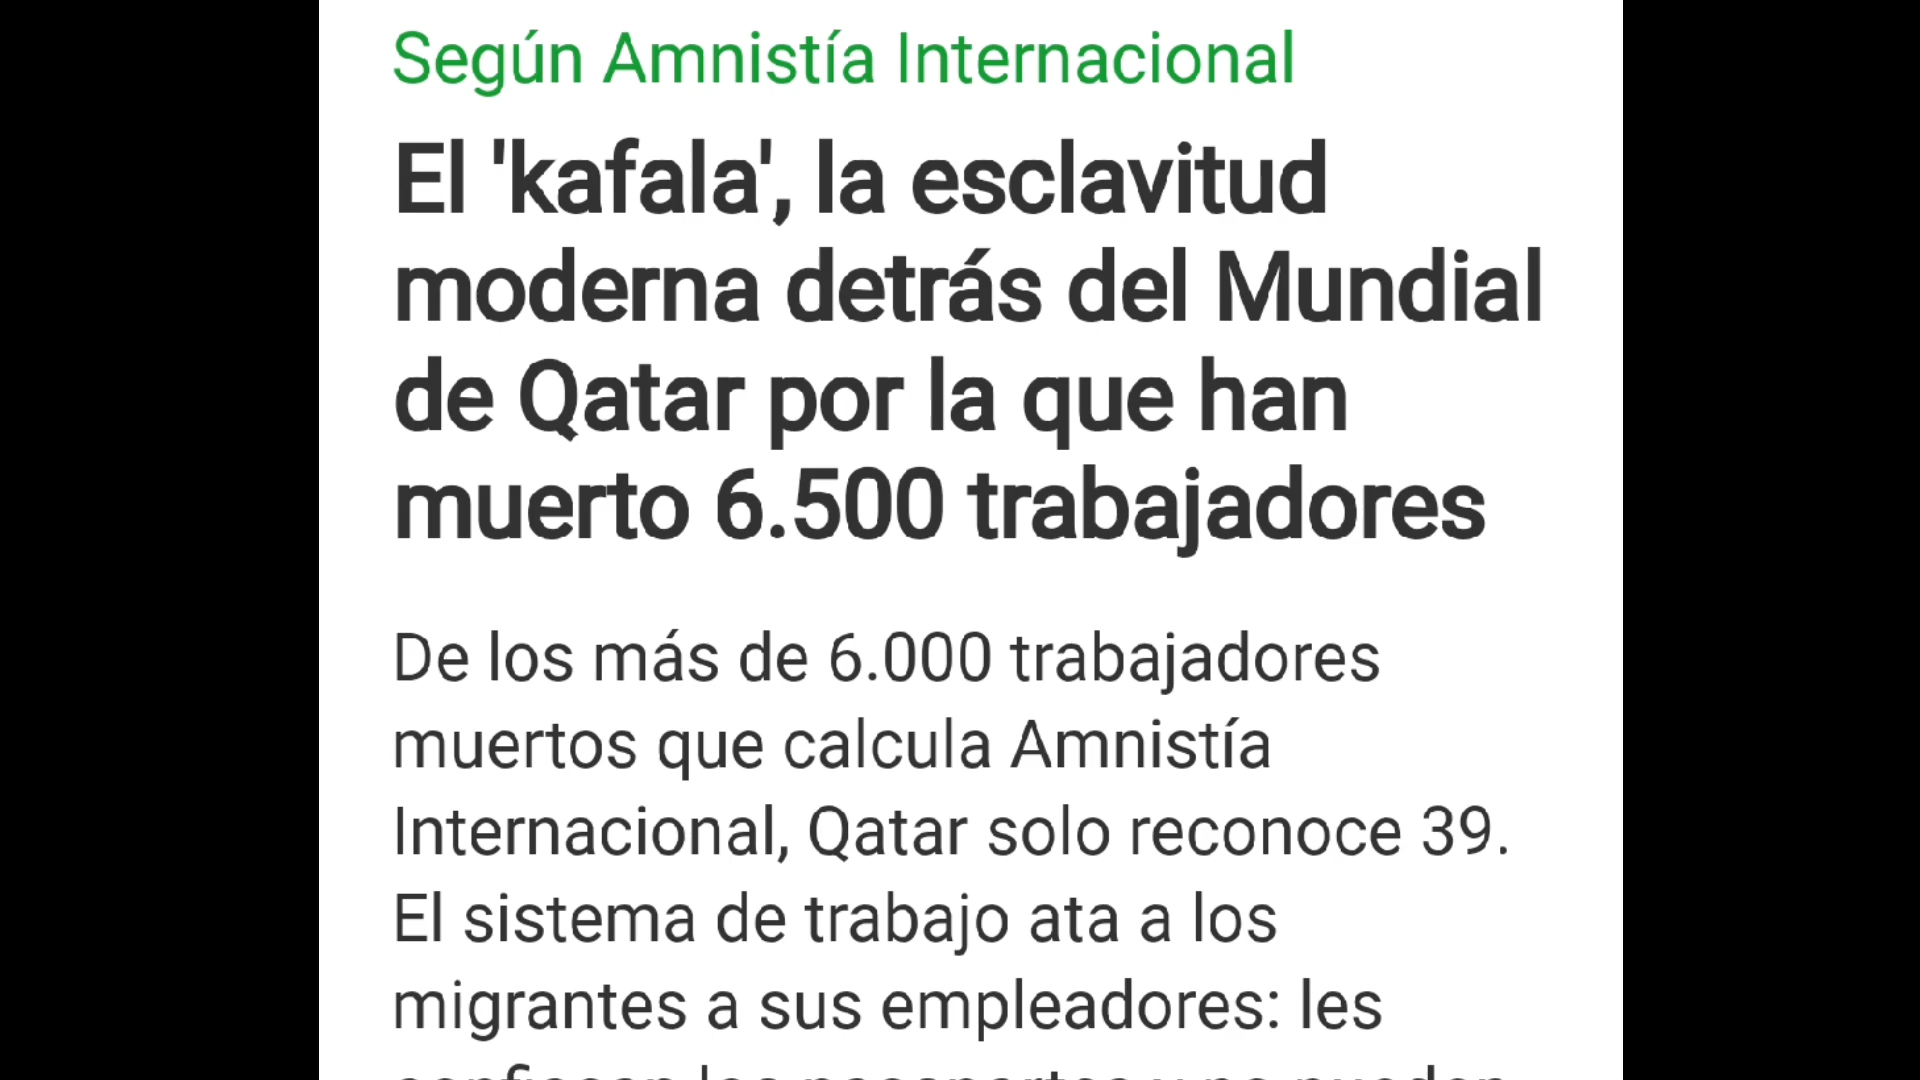 Según Amnistía Internacional
El 'kafala', la esclavitud
moderna detrás del Mundial
de Qatar por la que han
muerto 6.500 trabajadores
De los más de 6.000 trabajadores
muertos que calcula Amnistía
Internacional, Qatar solo reconoce 39.
El sistema de trabajo ata a los
migrantes a sus empleadores: les